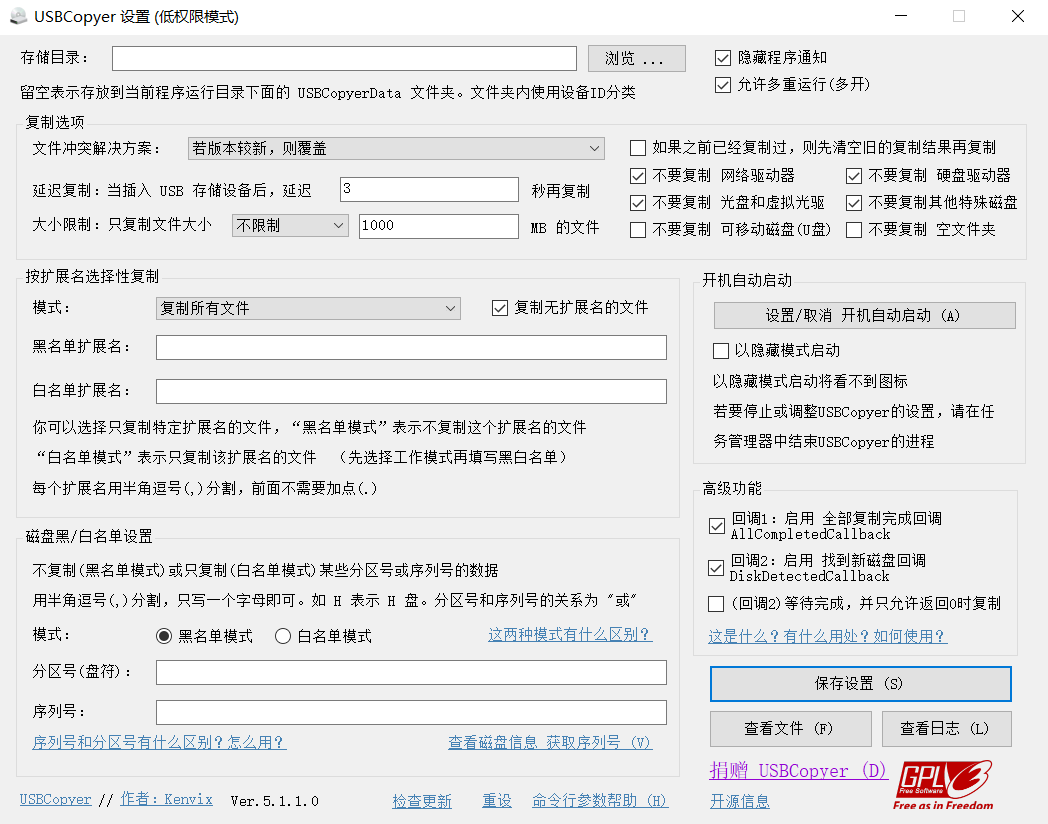 USBCopyer 设置 (低权限模式)
存储目录：
浏览 ...
隐藏程序通知
允许多重运行(多开)
留空表示存放到当前程序运行目录下面的 USBCopyerData 文件夹。文件夹内使用设备ID分类
复制选项
文件冲突解决方案：
若版本较新，则覆盖
如果之前已经复制过，则先清空旧的复制结果再复制
延迟复制：当插入 USB 存储设备后，延迟
3
秒再复制
不要复制 网络驱动器
不要复制 硬盘驱动器
不要复制 光盘和虚拟光驱
不要复制其他特殊磁盘
大小限制：只复制文件大小
不限制
1000
MB 的文件
不要复制 可移动磁盘(U盘)
不要复制 空文件夹
按扩展名选择性复制
模式：
复制所有文件
复制无扩展名的文件
黑名单扩展名：
白名单扩展名：
你可以选择只复制特定扩展名的文件，“黑名单模式”表示不复制这个扩展名的文件
“白名单模式”表示只复制该扩展名的文件 （先选择工作模式再填写黑白名单）
每个扩展名用半角逗号(,)分割，前面不需要加点(.)
开机自动启动
设置/取消 开机自动启动 (A)
以隐藏模式启动
以隐藏模式启动将看不到图标
若要停止或调整USBCopyer的设置，请在任
务管理器中结束USBCopyer的进程
磁盘黑/白名单设置
不复制(黑名单模式)或只复制(白名单模式)某些分区号或序列号的数据
用半角逗号(,)分割，只写一个字母即可。如 H 表示 H 盘。分区号和序列号的关系为 "或"
模式：
黑名单模式
白名单模式
这两种模式有什么区别？
分区号(盘符)：
序列号：
序列号和分区号有什么区别？怎么用？
查看磁盘信息 获取序列号 (V)
高级功能
回调1：启用 全部复制完成回调
AllCompletedCallback
回调2：启用 找到新磁盘回调
DiskDetectedCallback
(回调2)等待完成，并只允许返回0时复制
这是什么？有什么用处？如何使用？
保存设置 (S)
查看文件 (F)
查看日志 (L)
捐赠 USBCopyer (D)
开源信息
GPLv3
Free Software
Free as in Freedom
USBCopyer // 作者：Kenvix
Ver.5.1.1.0
检查更新
重设
命令行参数帮助 (H)